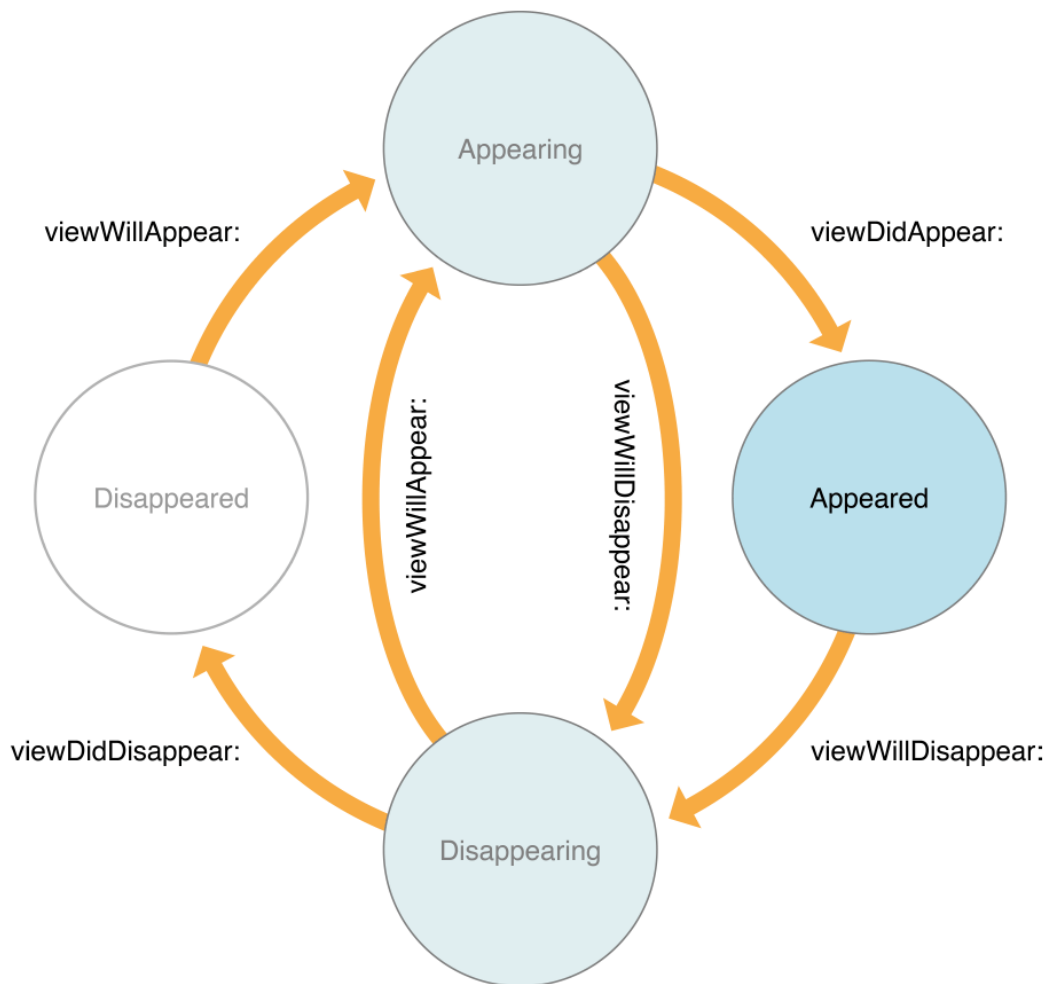 Appearing
viewWillAppear:
viewDidAppear:
viewWillAppear:
viewWillDisappear:
Disappeared
Appeared
viewDidDisappear:
viewWillDisappear:
Disappearing